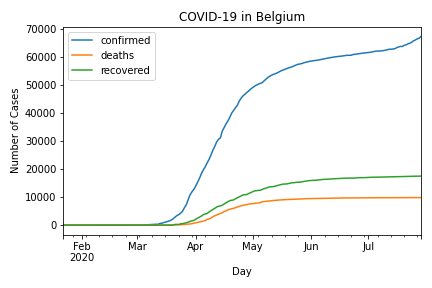 COVID-19 in Belgium
confirmed
deaths
recovered
Number of Cases
70000
60000
50000
40000
30000
20000
10000
0
Feb Mar Apr May Jun Jul
2020
Day